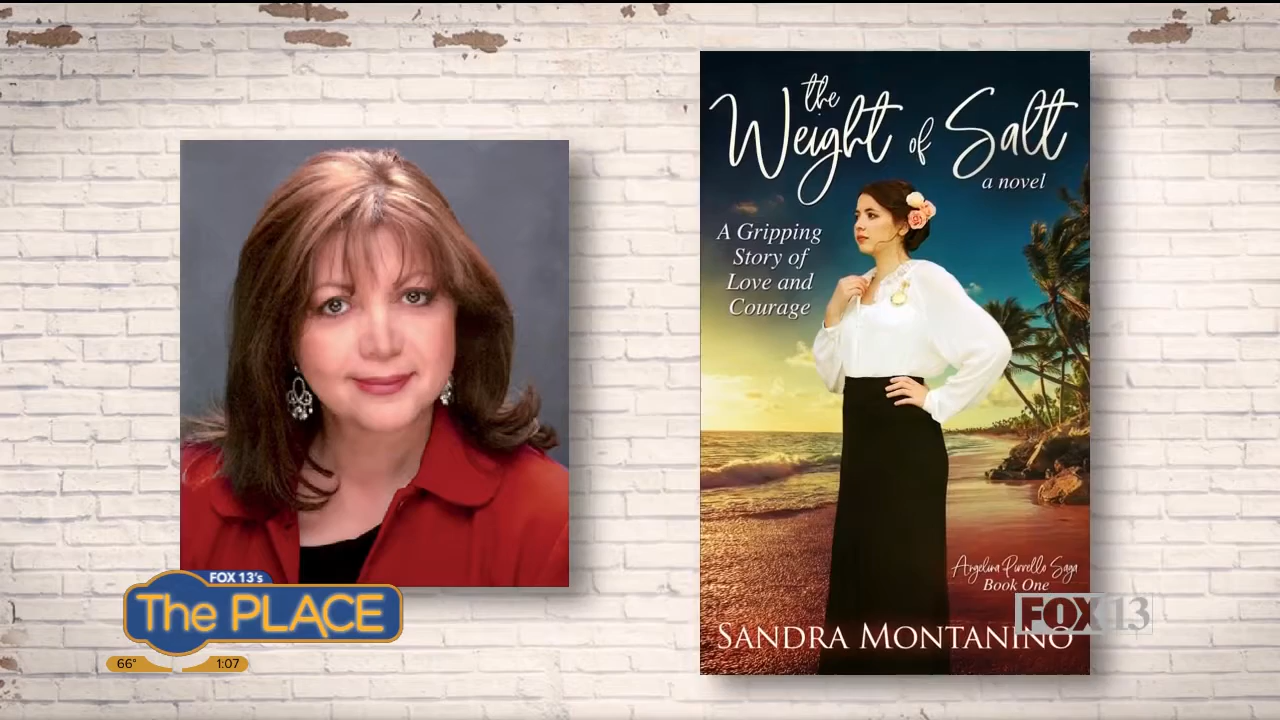 the
Weight of Salt
a novel
A Gripping
Story of
Love and
Courage
Angelina Pirrello Saga
Book One
SANDRA MONTANINO
FOX 13
FOX 13's
The PLACE
66° 1:07